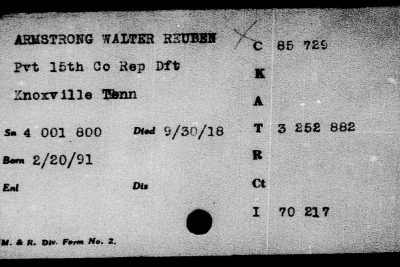 ARMSTRONG WALTER REUBEN
C 85 729
Pvt 15th Co Rep Dft
K
Knoxville Tenn
A
Sn 4 001 800 Died 9/30/18
T 3 252 882
Born 2/20/91
R
Enl Dis
Ct
I 70 217
M. & R. Div. Form No. 2.